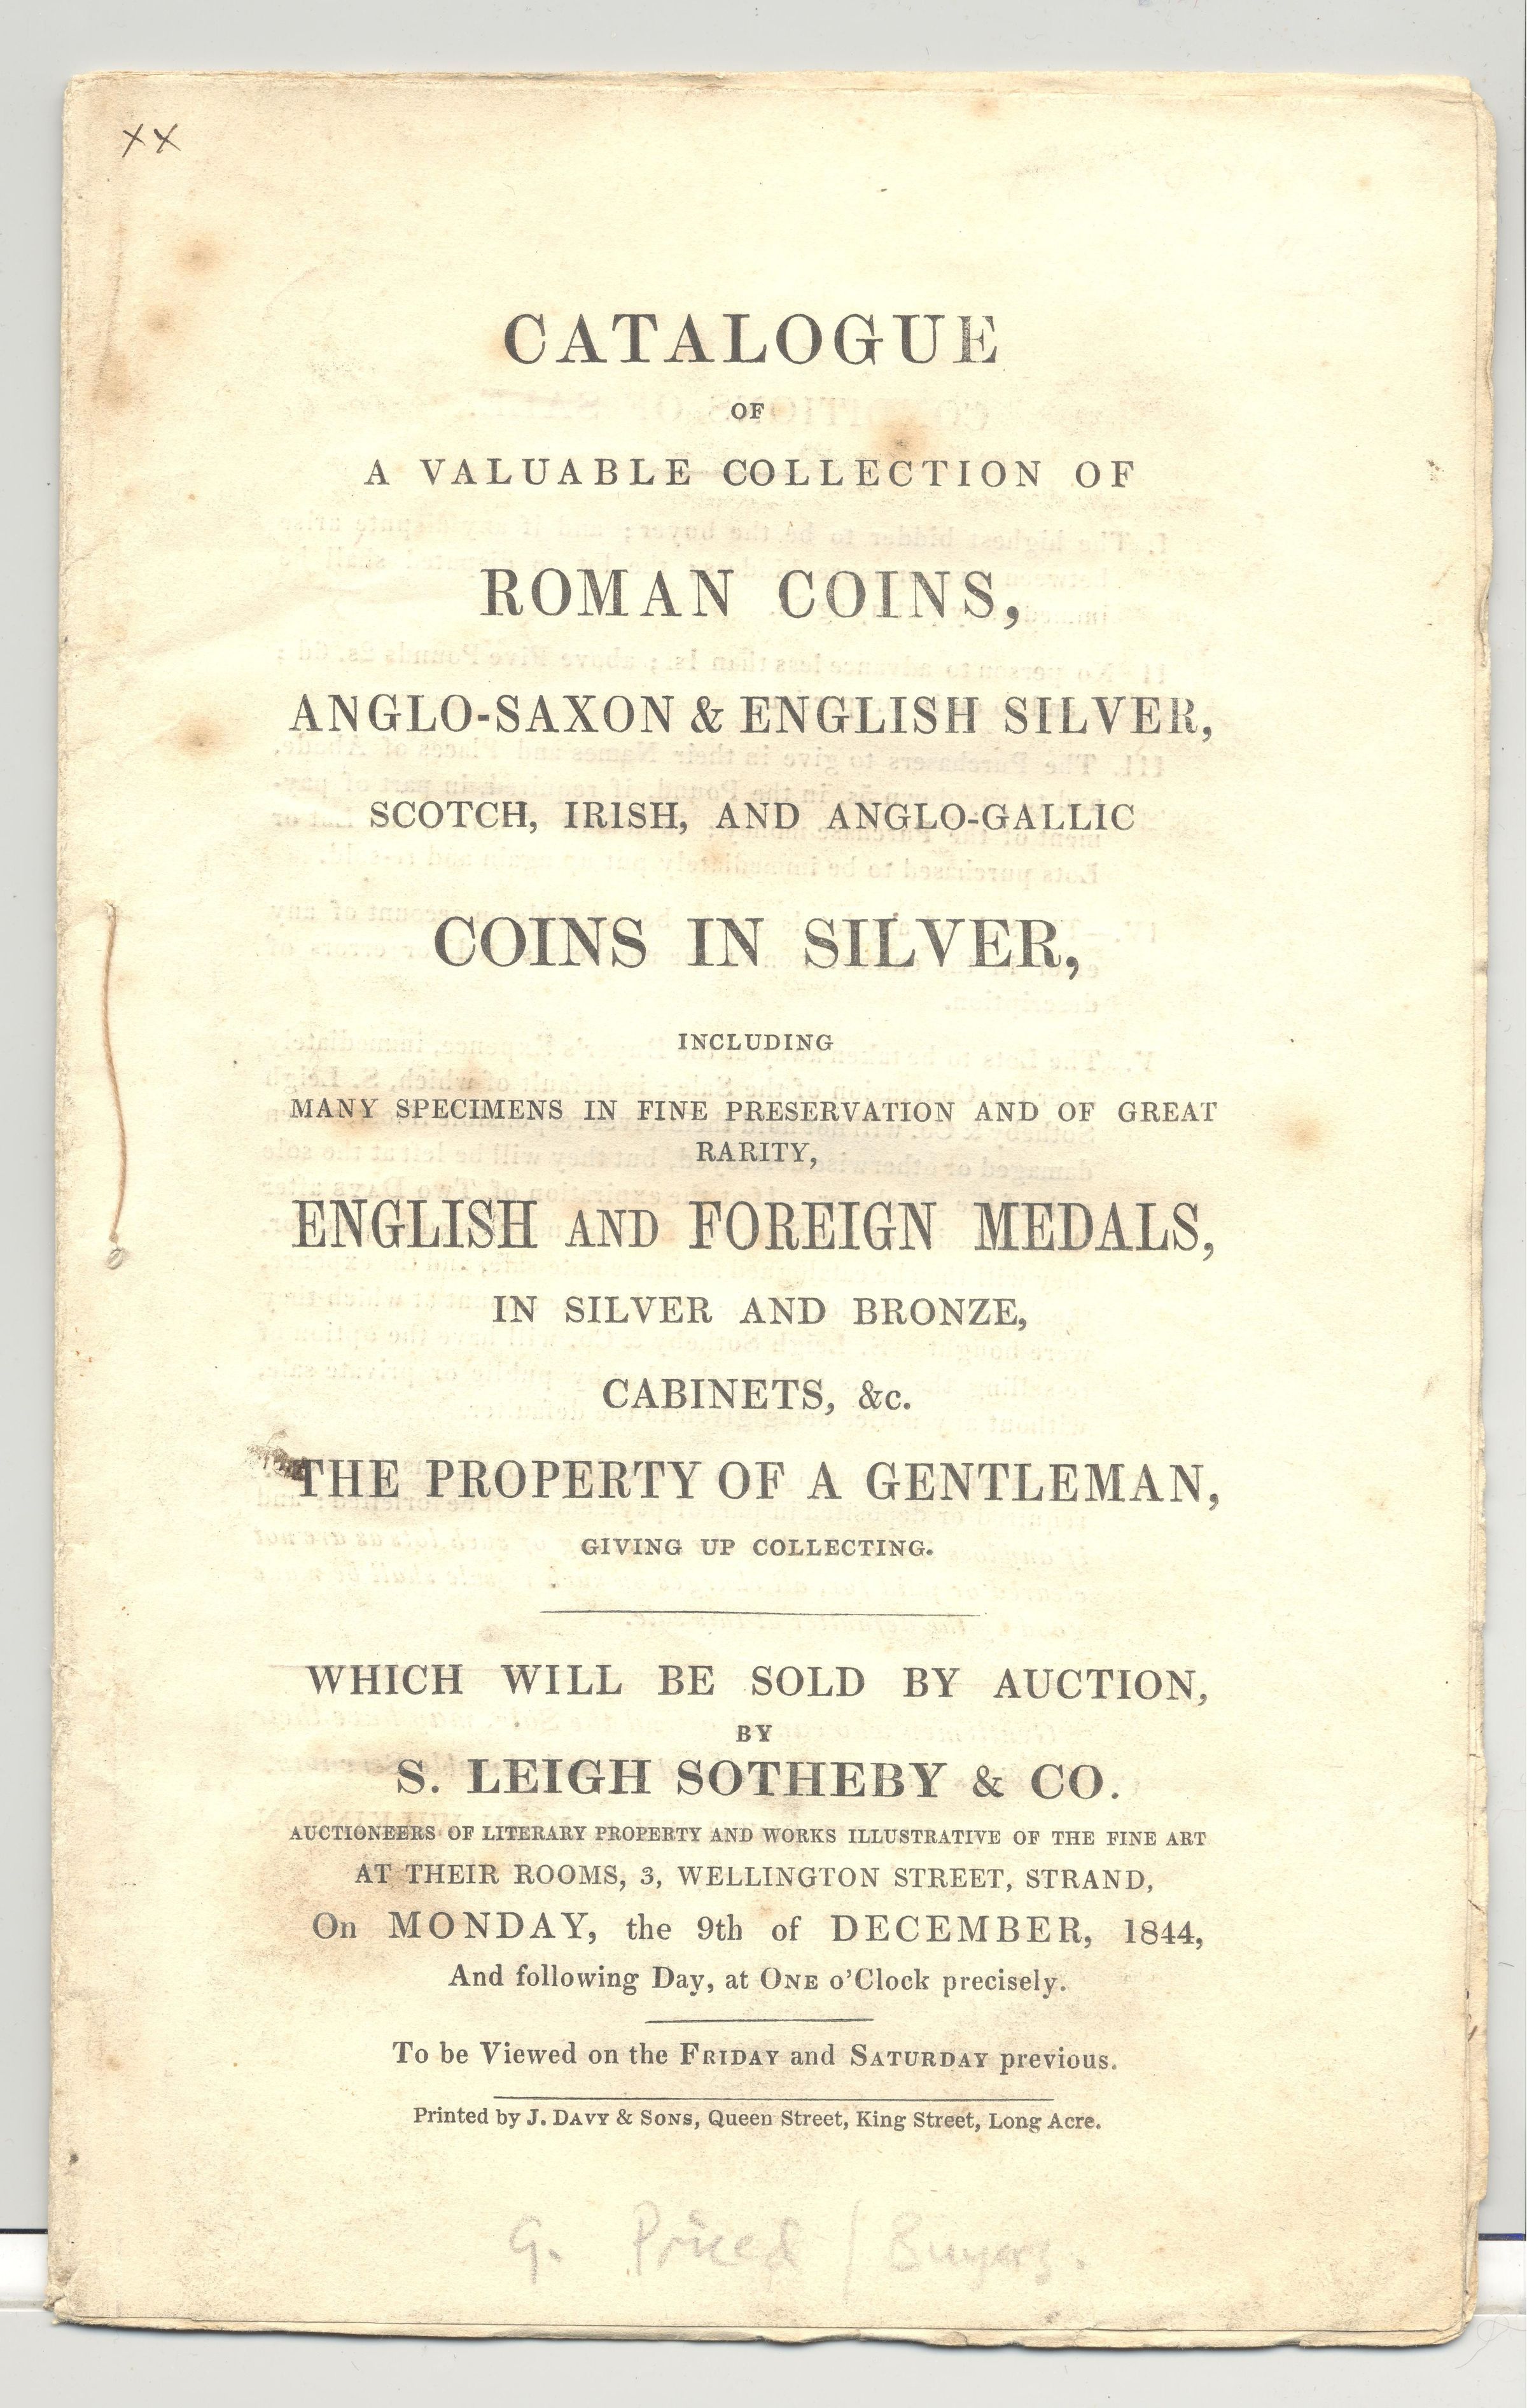 XX
CATALOGUE
OF
A VALUABLE COLLECTION OF
ROMAN COINS,
ANGLO-SAXON & ENGLISH SILVER,
SCOTCH, IRISH, AND ANGLO-GALLIC
COINS IN SILVER,
INCLUDING
MANY SPECIMENS IN FINE PRESERVATION AND OF GREAT
RARITY,
ENGLISH AND FOREIGN MEDALS,
IN SILVER AND BRONZE,
CABINETS, &c.
THE PROPERTY OF A GENTLEMAN,
GIVING UP COLLECTING.
WHICH WILL BE SOLD BY AUCTION,
BY
S. LEIGH SOTHEBY & CO.
AUCTIONEERS OF LITERARY PROPERTY AND WORKS ILLUSTRATIVE OF THE FINE ART
AT THEIR ROOMS, 3, WELLINGTON STREET, STRAND,
On MONDAY, the 9th of DECEMBER, 1844,
And following Day, at ONE o'Clock precisely.
To be Viewed on the FRIDAY and SATURDAY previous.
Printed by J. DAVY & SONS, Queen Street, King Street, Long Acre.
G. Priced / Buyers.